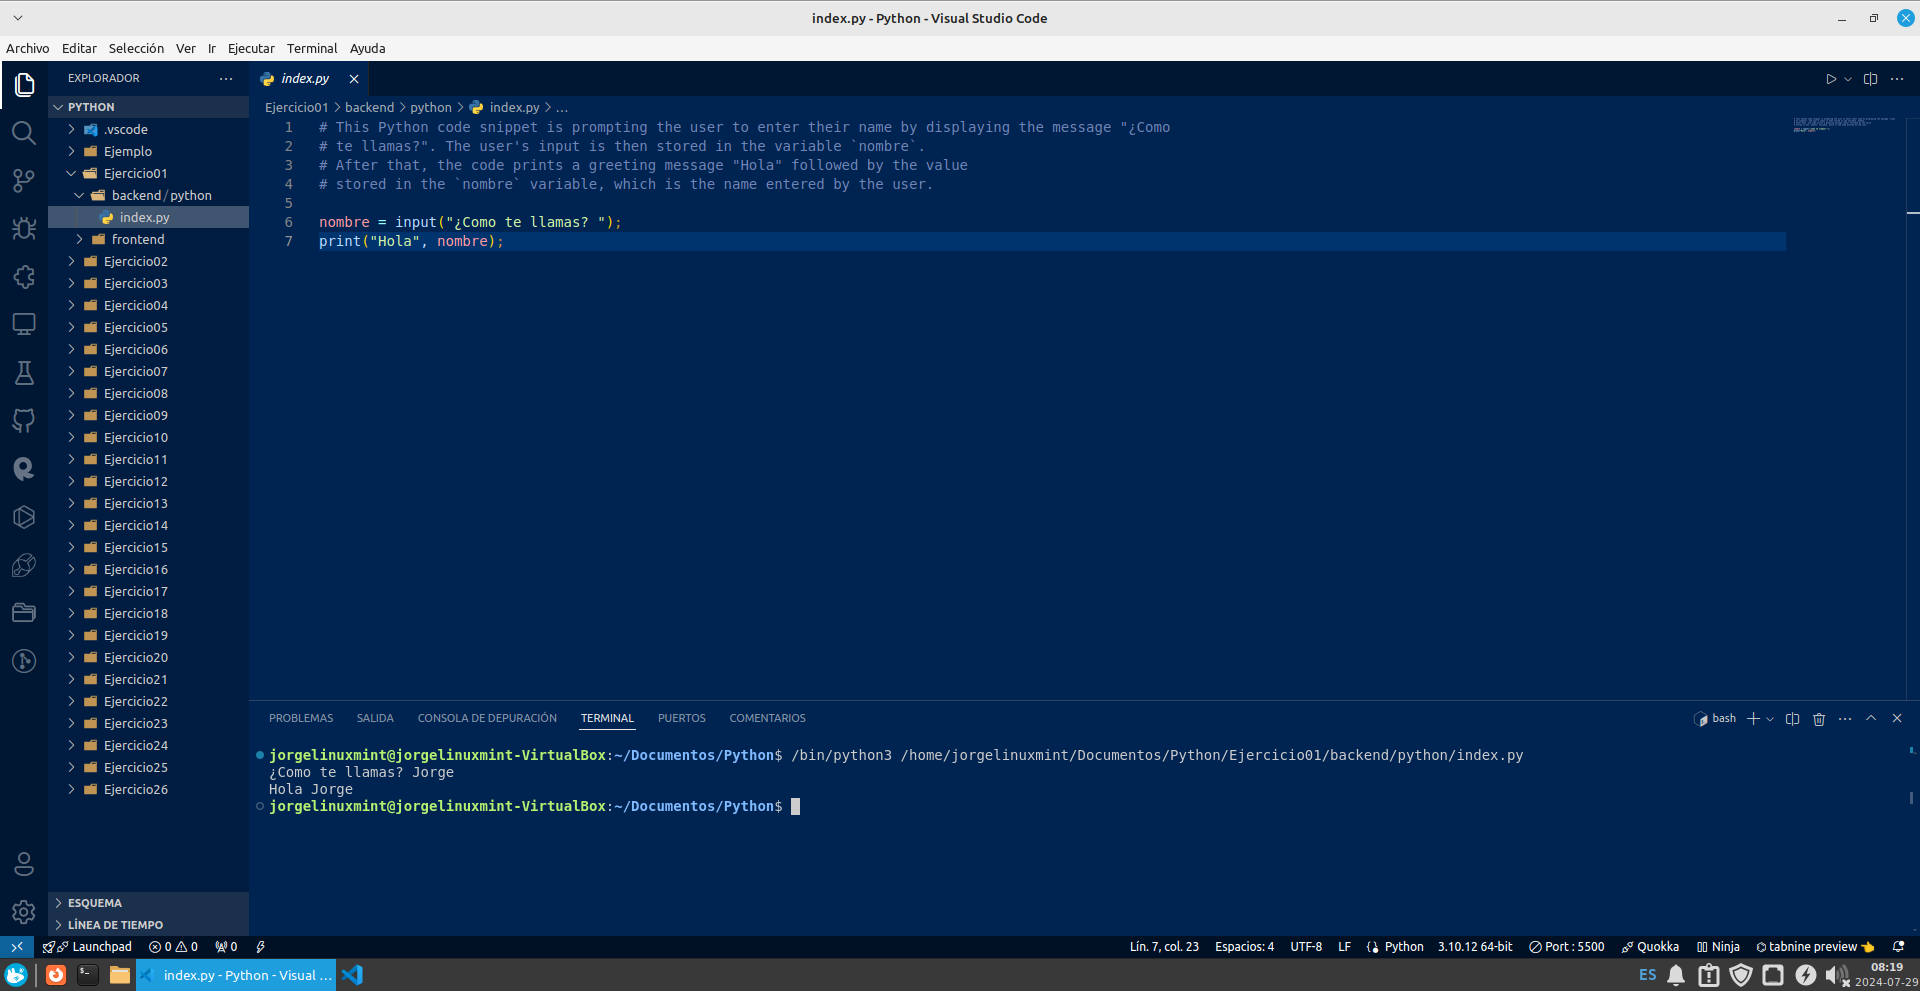 index.py - Python - Visual Studio Code
Archivo Editar Selección Ver Ir Ejecutar Terminal Ayuda
EXPLORADOR
PYTHON
.vscode
Ejemplo
Ejercicio01
backend/python
index.py
frontend
Ejercicio02
Ejercicio03
Ejercicio04
Ejercicio05
Ejercicio06
Ejercicio07
Ejercicio08
Ejercicio09
Ejercicio10
Ejercicio11
Ejercicio12
Ejercicio13
Ejercicio14
Ejercicio15
Ejercicio16
Ejercicio17
Ejercicio18
Ejercicio19
Ejercicio20
Ejercicio21
Ejercicio22
Ejercicio23
Ejercicio24
Ejercicio25
Ejercicio26
ESQUEMA
LÍNEA DE TIEMPO
index.py
Ejercicio01 > backend > python > index.py > ...
1 # This Python code snippet is prompting the user to enter their name by displaying the message "¿Como
2 # te llamas?". The user's input is then stored in the variable `nombre`.
3 # After that, the code prints a greeting message "Hola" followed by the value
4 # stored in the `nombre` variable, which is the name entered by the user.
5
6 nombre = input("¿Como te llamas? ");
7 print("Hola", nombre);
PROBLEMAS SALIDA CONSOLA DE DEPURACIÓN TERMINAL PUERTOS COMENTARIOS
bash
jorgelinuxmint@jorgelinuxmint-VirtualBox:~/Documentos/Python$ /bin/python3 /home/jorgelinuxmint/Documentos/Python/Ejercicio01/backend/python/index.py
¿Como te llamas? Jorge
Hola Jorge
jorgelinuxmint@jorgelinuxmint-VirtualBox:~/Documentos/Python$
Launchpad 0 0 0 Lín. 7, col. 23 Espacios: 4 UTF-8 LF Python 3.10.12 64-bit Port : 5500 Quokka Ninja tabnine preview
index.py - Python - Visual ...
ES
08:19
2024-07-29